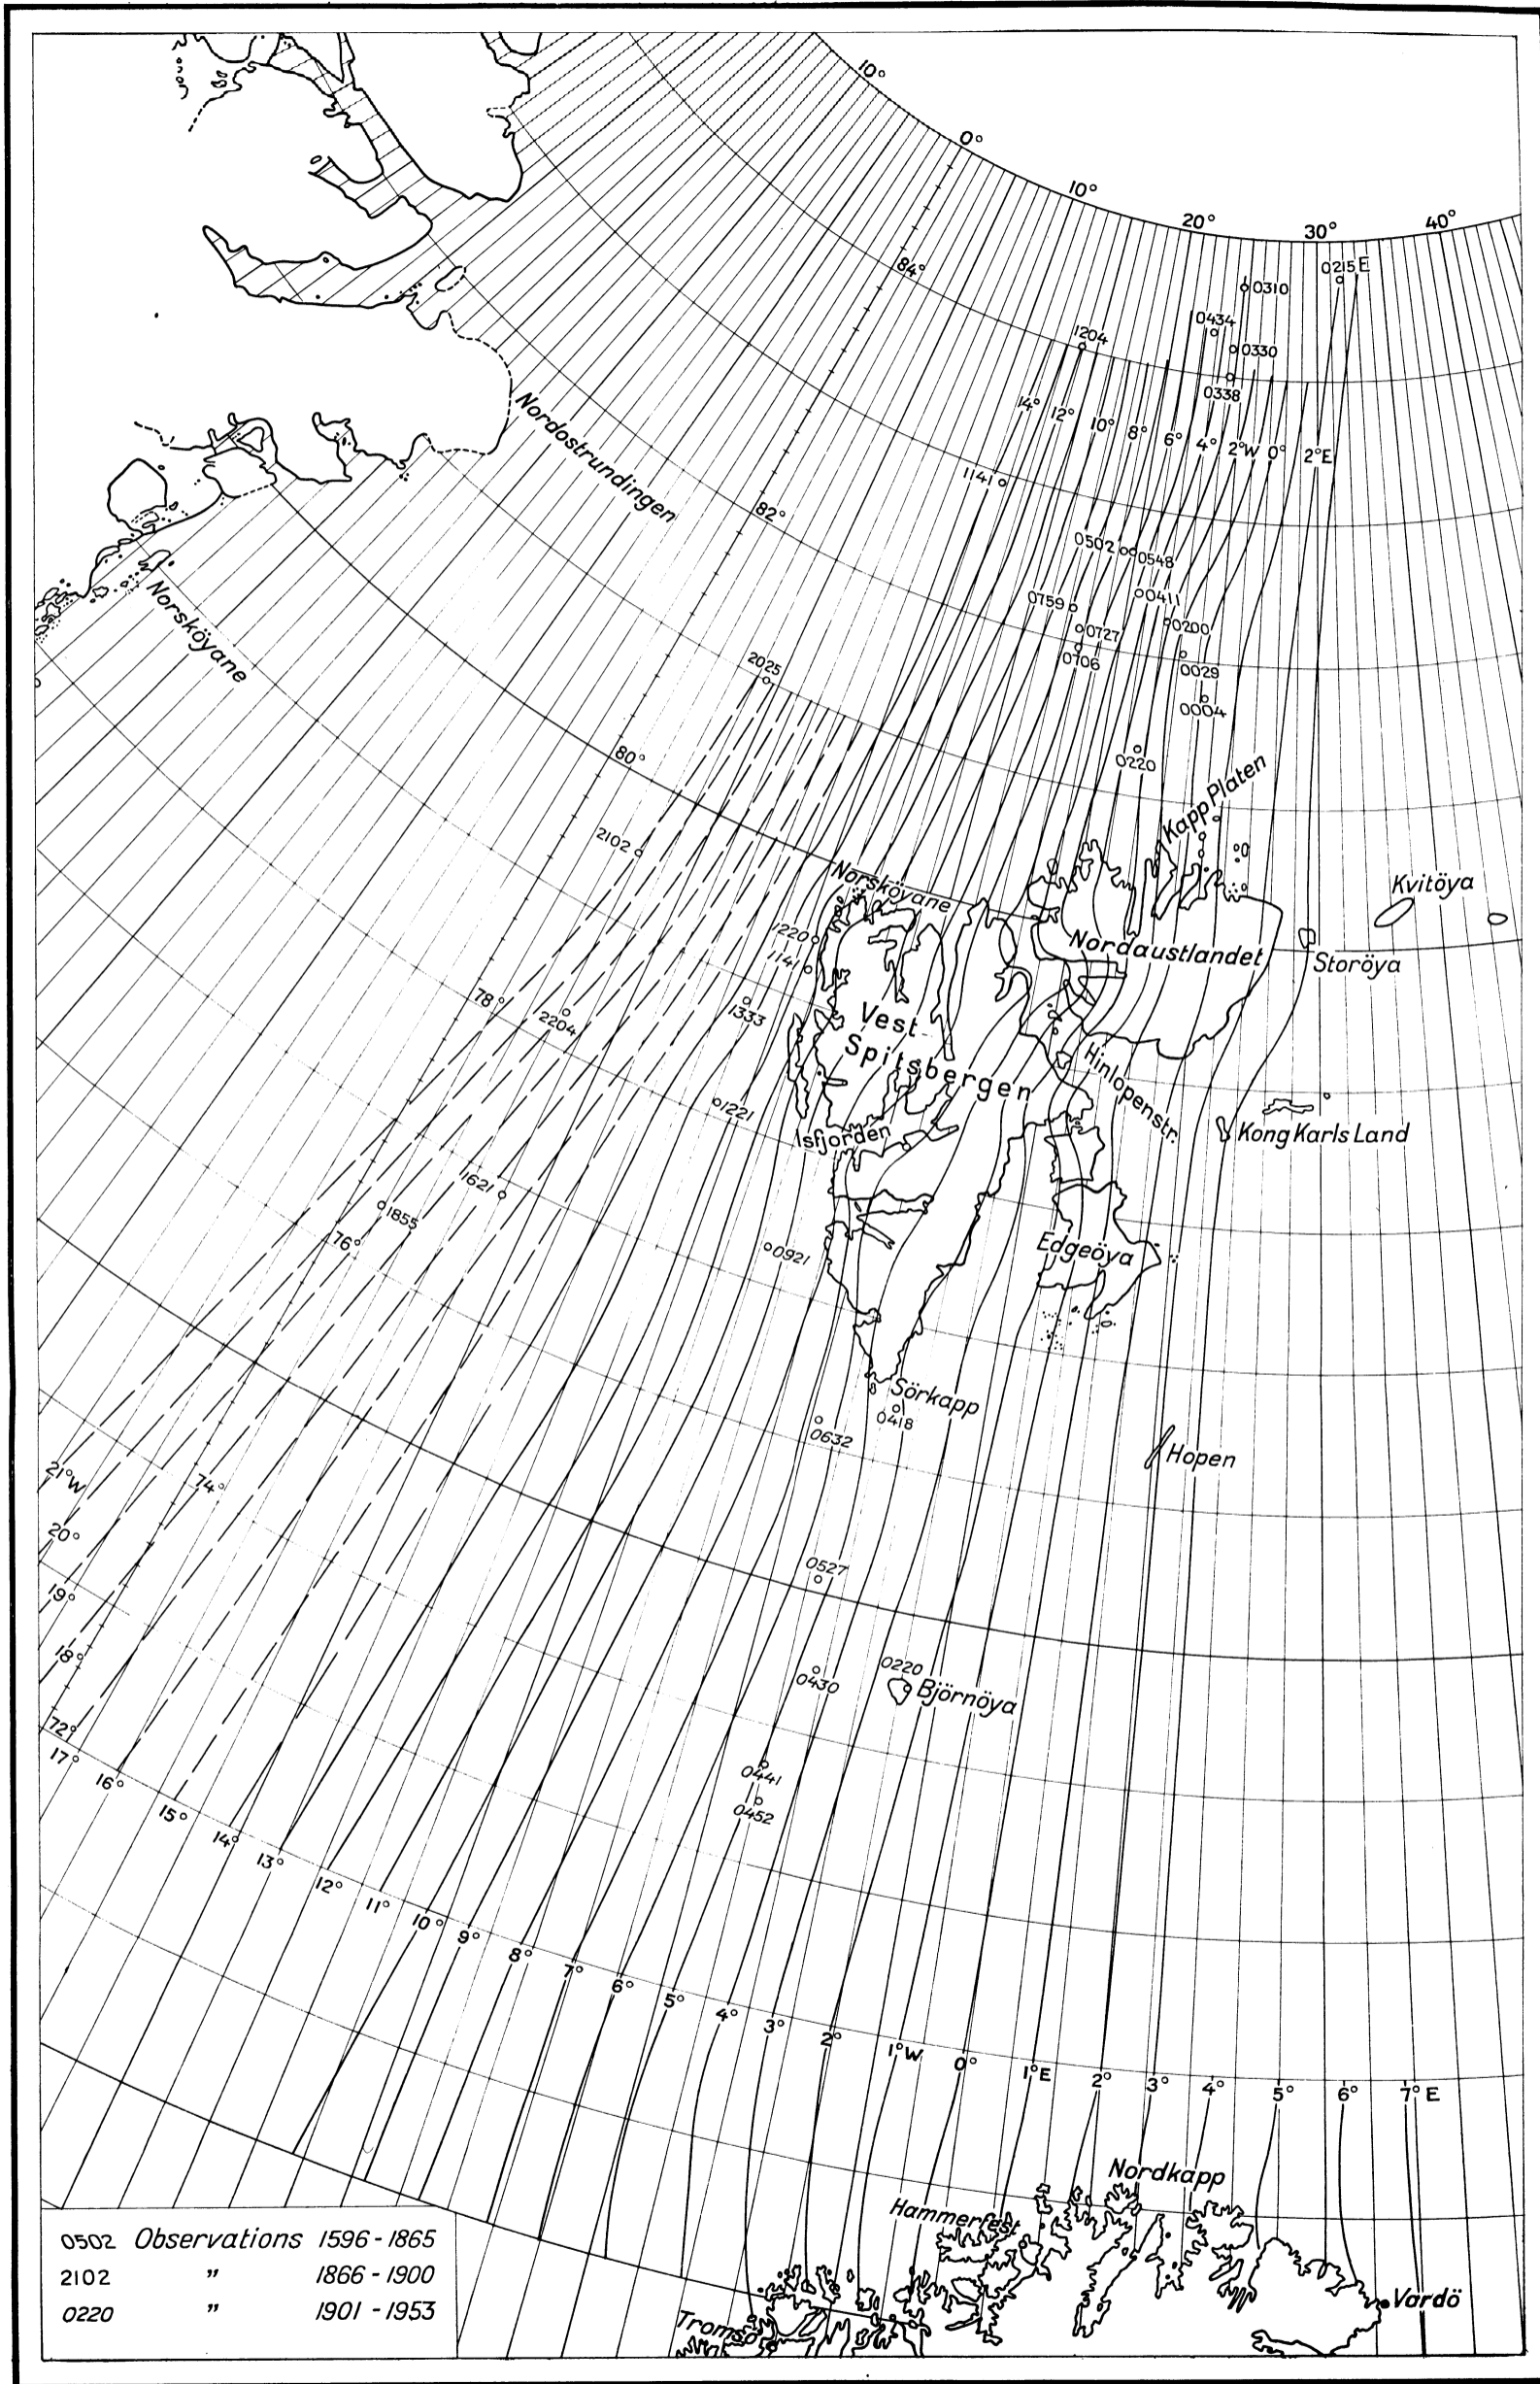 10°
0°
10°
20°
30°
40°
84°
0215 E
0310
0434
0330
0338
1204
14°
12°
10°
8°
6°
4°
2°W
0°
2°E
Nordostrundingen
1141
82°
0502
0548
0759
0411
0727
0200
0706
0029
0004
Norsköyane
2025
80°
0220
Kapp Platen
2102
Norsköyane
Kvitöya
1220
1141
Nordaustlandet
Storöya
78°
2204
1333
Vest-
Spitsbergen
Hinlopenstr.
01221
Isfjorden
Kong Karls Land
1621
1855
76°
0921
Edgeöya
Sörkapp
0418
0632
Hopen
21°W
74°
20°
0527
19°
18°
0430
0220
Björnöya
72°
17°
16°
0441
15°
0452
14°
13°
12°
11°
10°
9°
8°
7°
6°
5°
4°
3°
2°
1°W
0°
1°E
2°
3°
4°
5°
6°
7°E
Nordkapp
Hammerfest
Vardö
Tromsö
0502 Observations 1596-1865
2102 " 1866-1900
0220 " 1901-1953